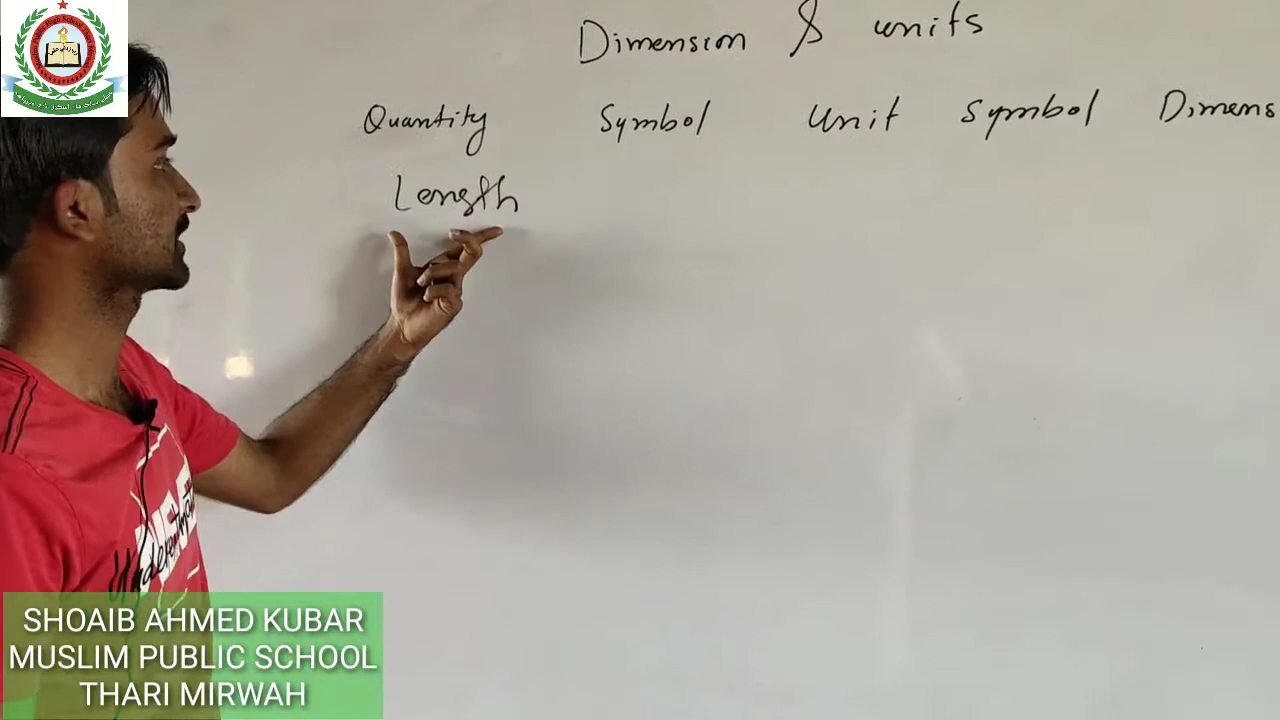 Dimension & units
Quantity Symbol Unit Symbol Dimens
Length
SHOAIB AHMED KUBAR
MUSLIM PUBLIC SCHOOL
THARI MIRWAH